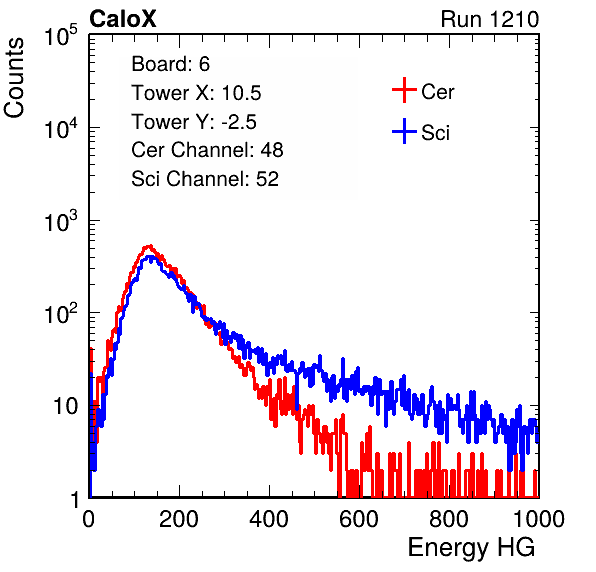 CaloX Run 1210
Counts
Board: 6
Tower X: 10.5
Tower Y: -2.5
Cer Channel: 48
Sci Channel: 52
Cer
Sci
10^5
10^4
10^3
10^2
10
1
0 200 400 600 800 1000
Energy HG